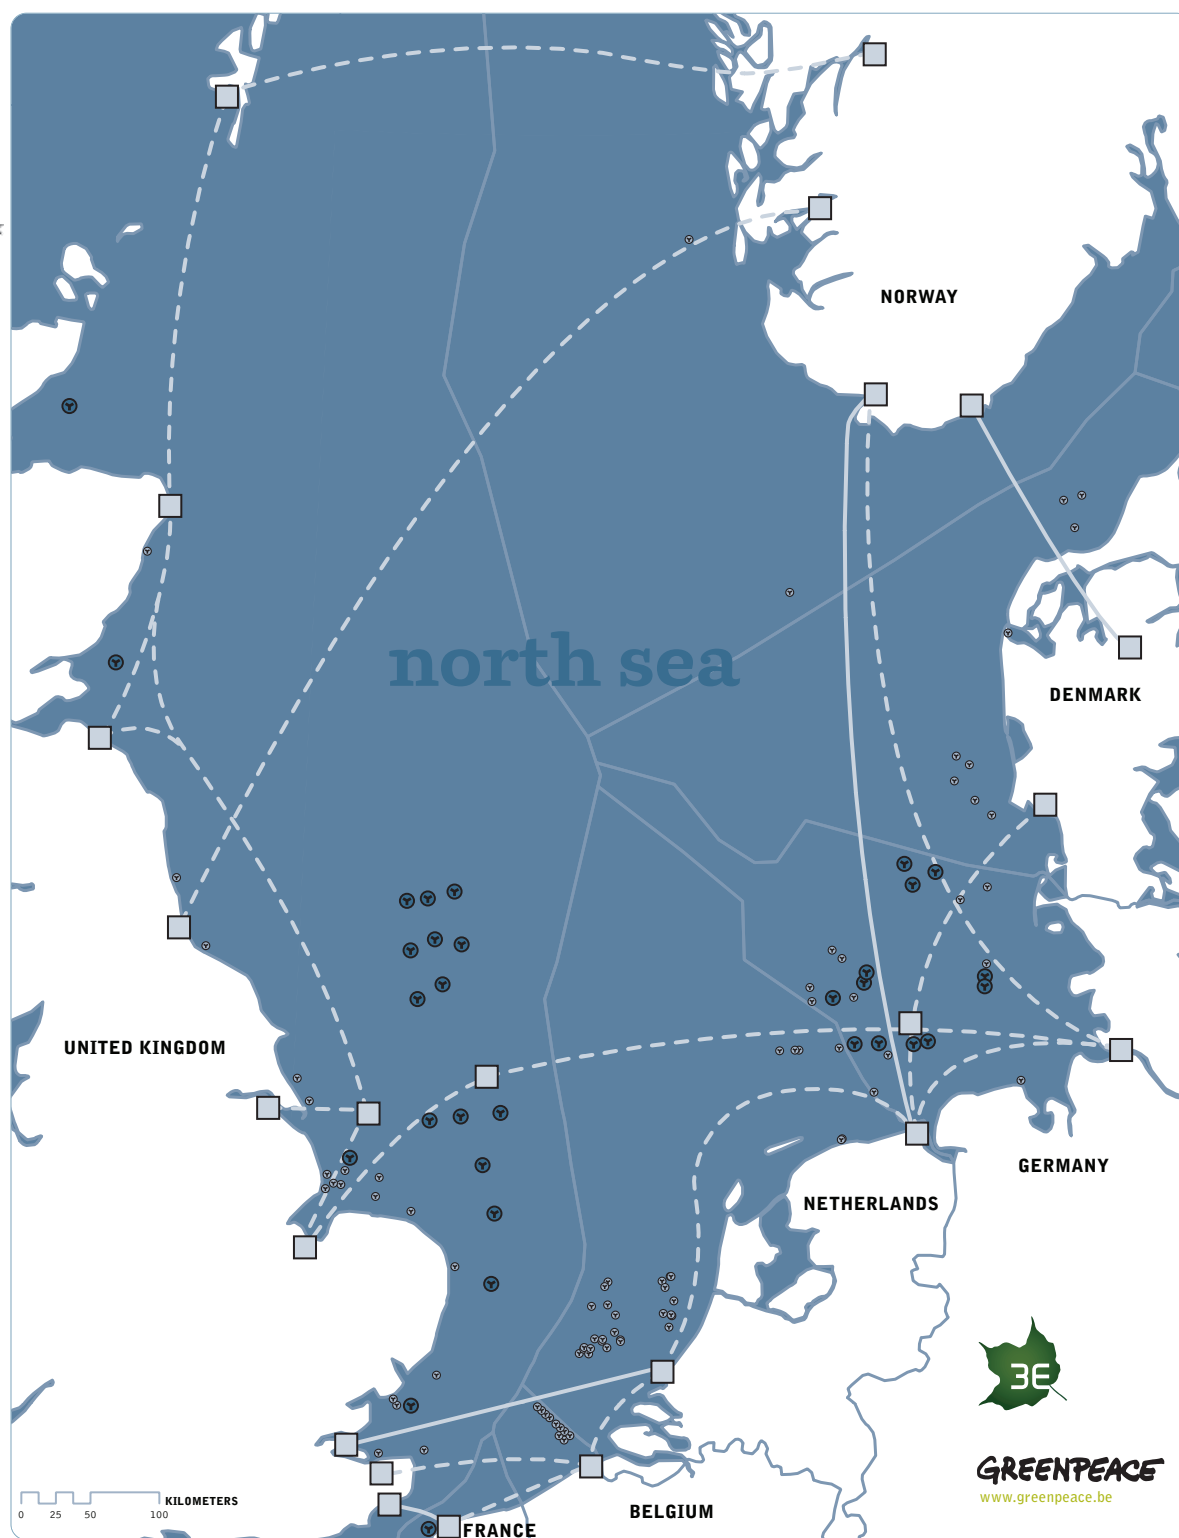 NORWAY
north sea
DENMARK
UNITED KINGDOM
GERMANY
NETHERLANDS
3E
GREENPEACE
www.greenpeace.be
KILOMETERS
0 25 50 100
BELGIUM
FRANCE